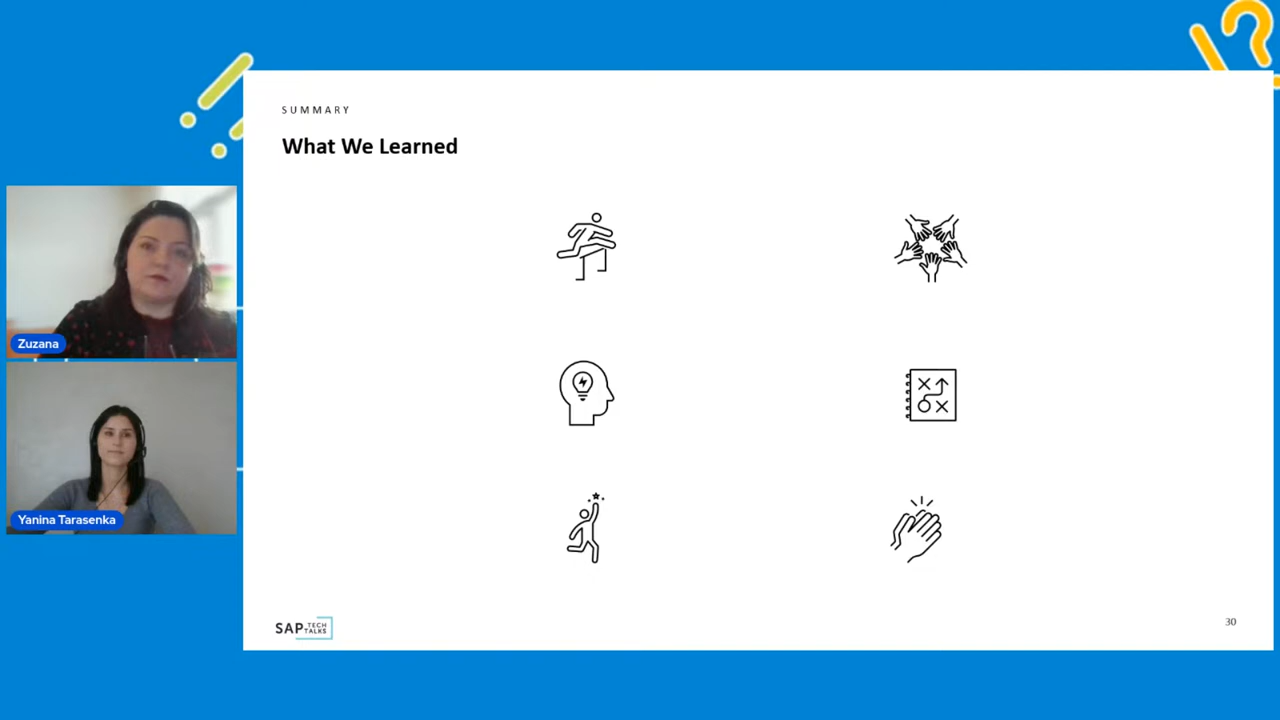 SUMMARY
What We Learned
Zuzana
Yanina Tarasenka
SAP TECH TALKS
30